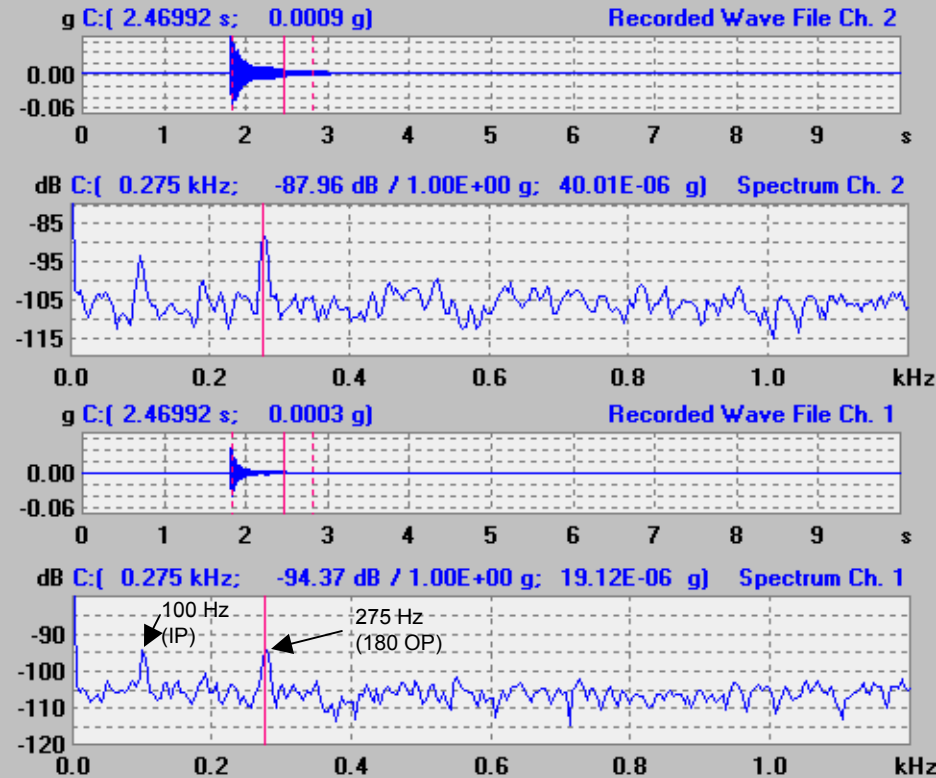 g C:( 2.46992 s; 0.0009 g) Recorded Wave File Ch. 2
0.00
-0.06
0 1 2 3 4 5 6 7 8 9 s
dB C:( 0.275 kHz; -87.96 dB / 1.00E+00 g; 40.01E-06 g) Spectrum Ch. 2
-85
-95
-105
-115
0.0 0.2 0.4 0.6 0.8 1.0 kHz
g C:( 2.46992 s; 0.0003 g) Recorded Wave File Ch. 1
0.00
-0.06
0 1 2 3 4 5 6 7 8 9 s
dB C:( 0.275 kHz; -94.37 dB / 1.00E+00 g; 19.12E-06 g) Spectrum Ch. 1
100 Hz
(IP)
275 Hz
(180 OP)
-90
-100
-110
-120
0.0 0.2 0.4 0.6 0.8 1.0 kHz